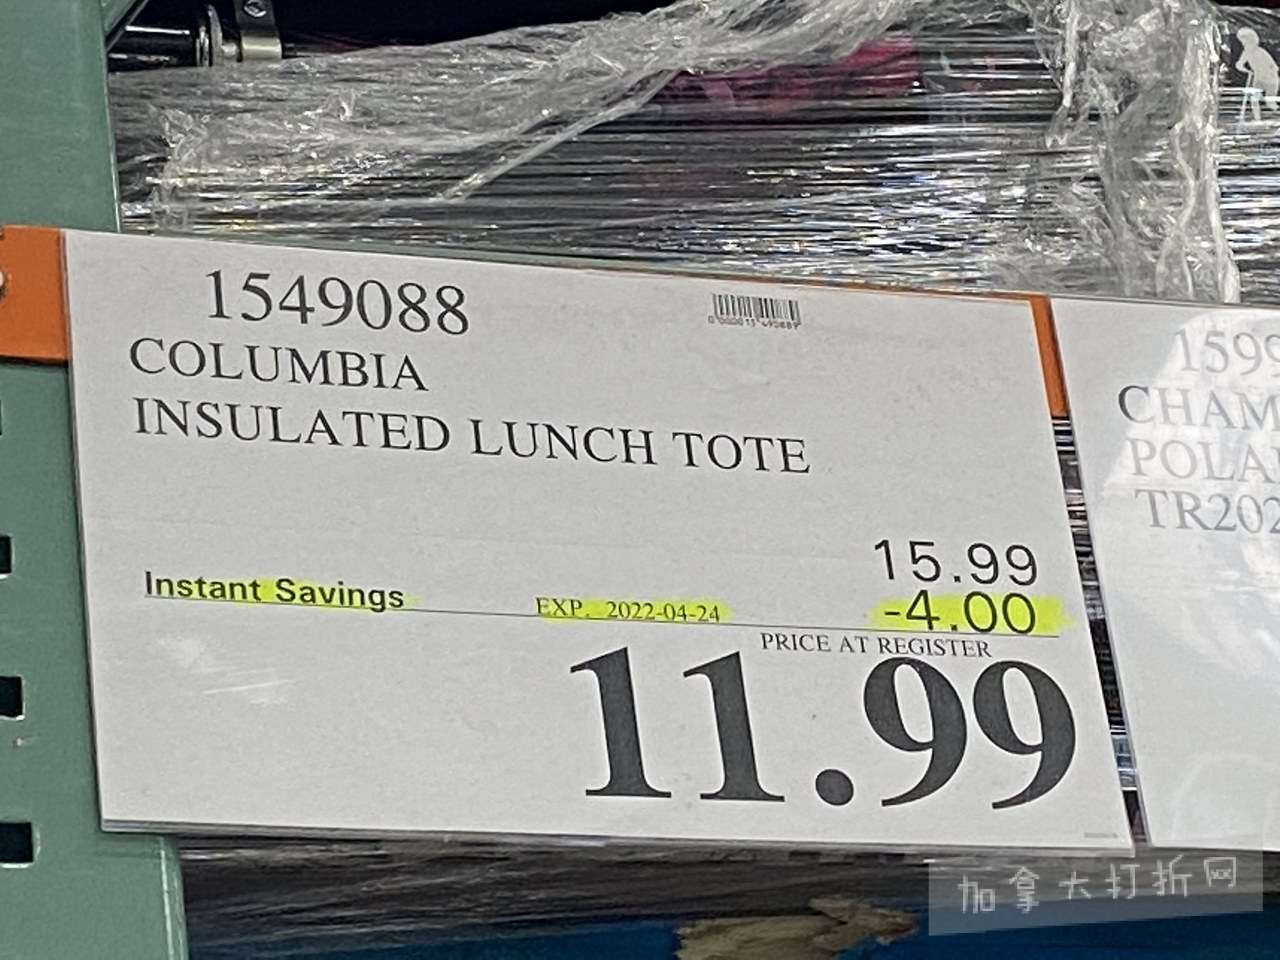 1549088
COLUMBIA
INSULATED LUNCH TOTE
15.99
Instant Savings EXP. 2022-04-24 -4.00
PRICE AT REGISTER
11.99
1599
CHAM
POLA
TR202
加拿大打折网